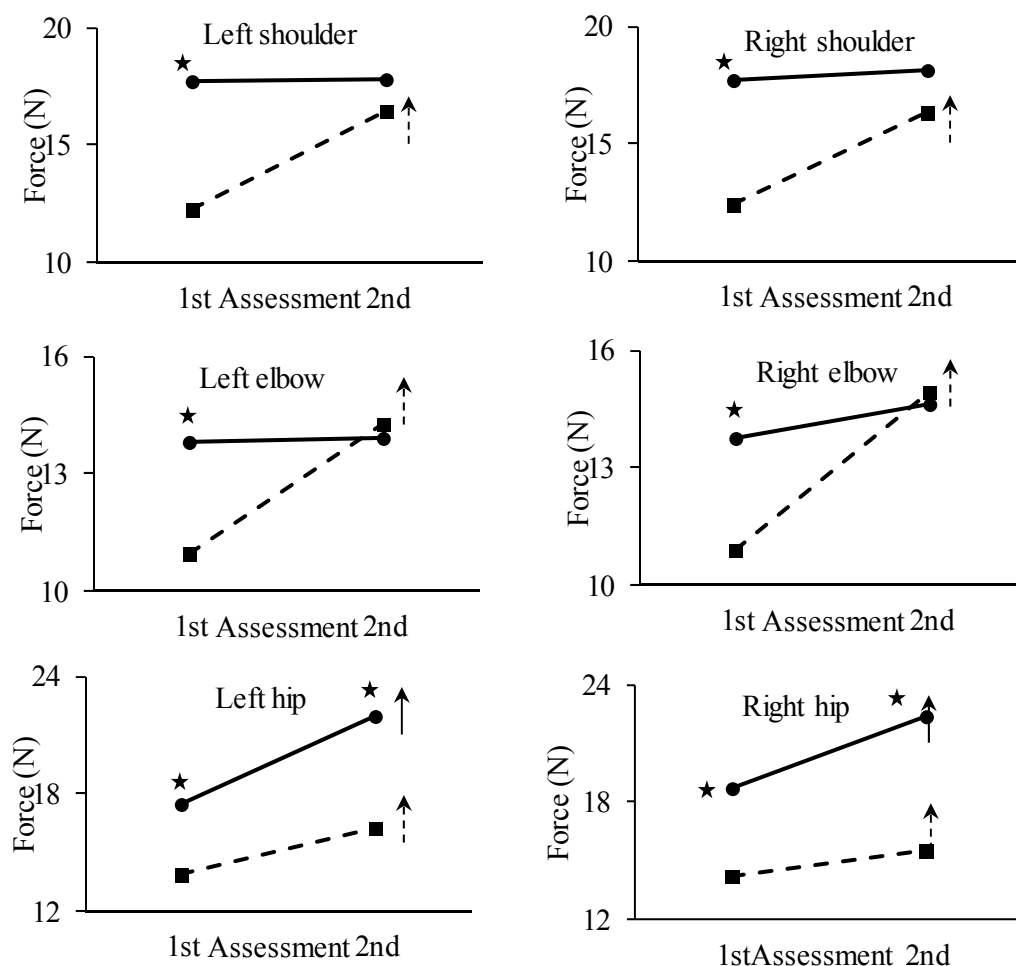 20
Left shoulder
Force (N)
15
10
1st Assessment 2nd
20
Right shoulder
Force (N)
15
10
1st Assessment 2nd
16
Left elbow
Force (N)
13
10
1st Assessment 2nd
16
Right elbow
Force (N)
13
10
1st Assessment 2nd
24
Left hip
Force (N)
18
12
1st Assessment 2nd
24
Right hip
Force (N)
18
12
1stAssessment 2nd